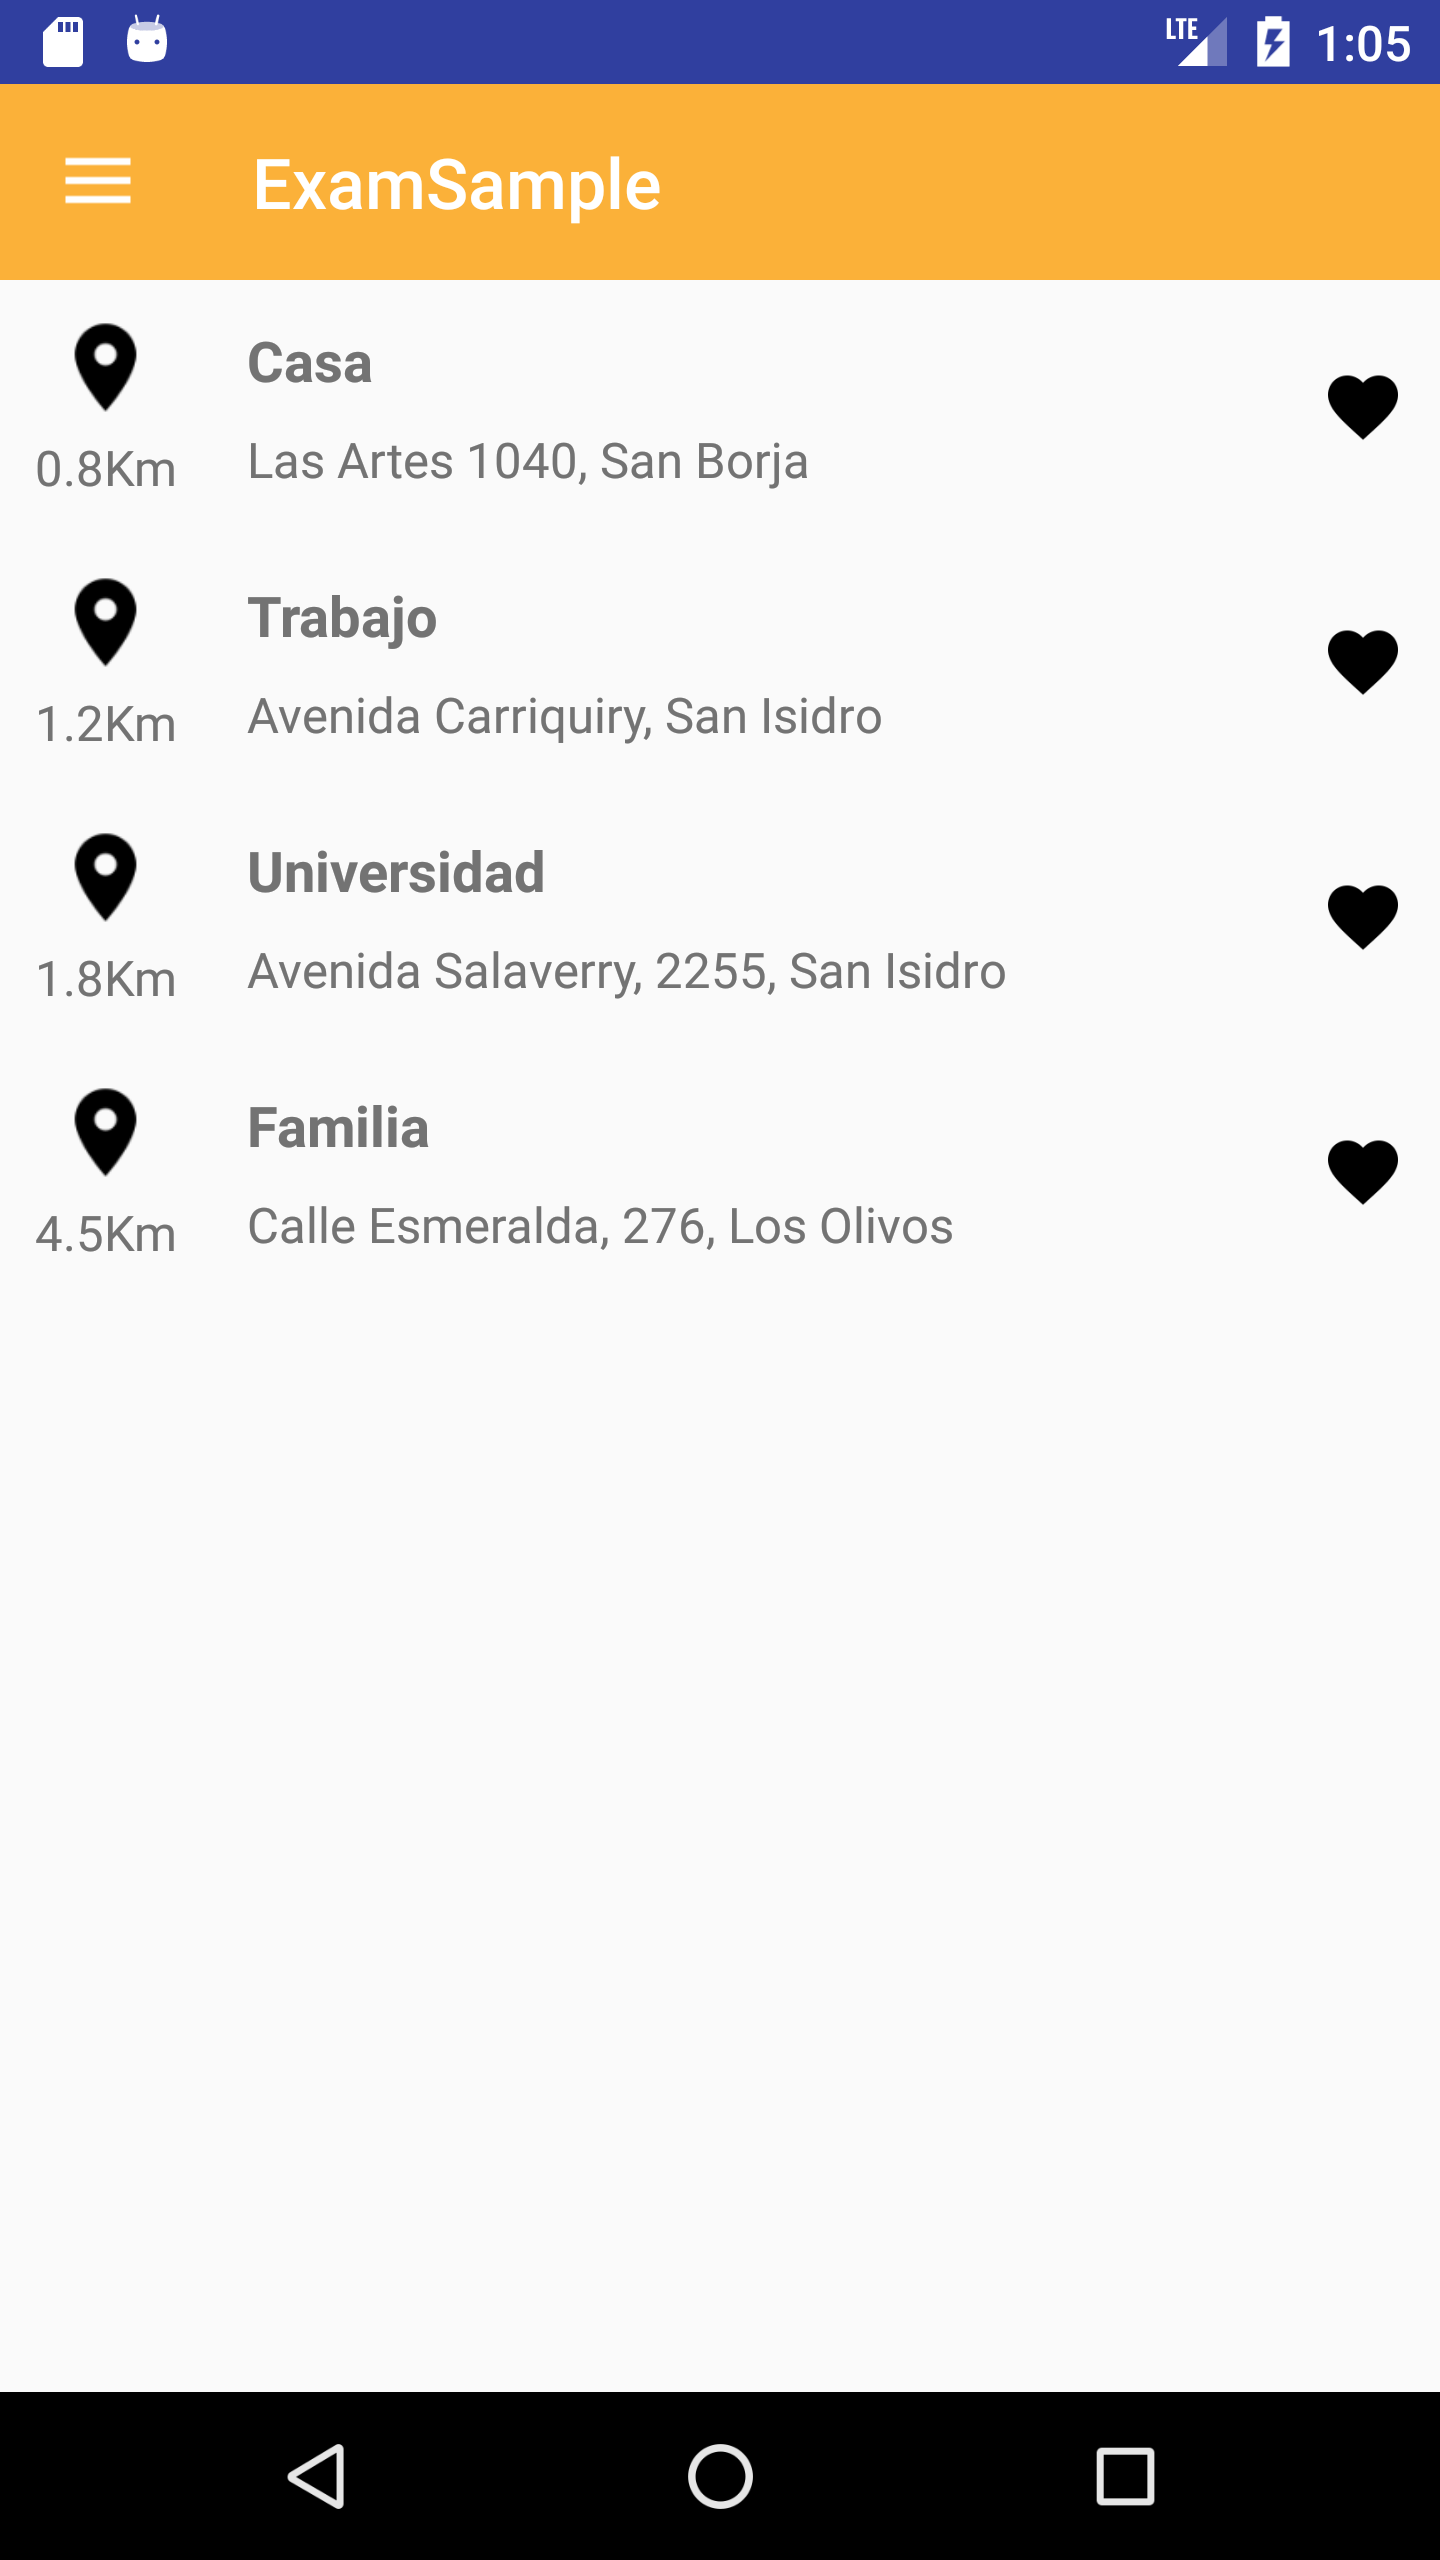 LTE 1:05
ExamSample
Casa
0.8Km Las Artes 1040, San Borja
Trabajo
1.2Km Avenida Carriquiry, San Isidro
Universidad
1.8Km Avenida Salaverry, 2255, San Isidro
Familia
4.5Km Calle Esmeralda, 276, Los Olivos